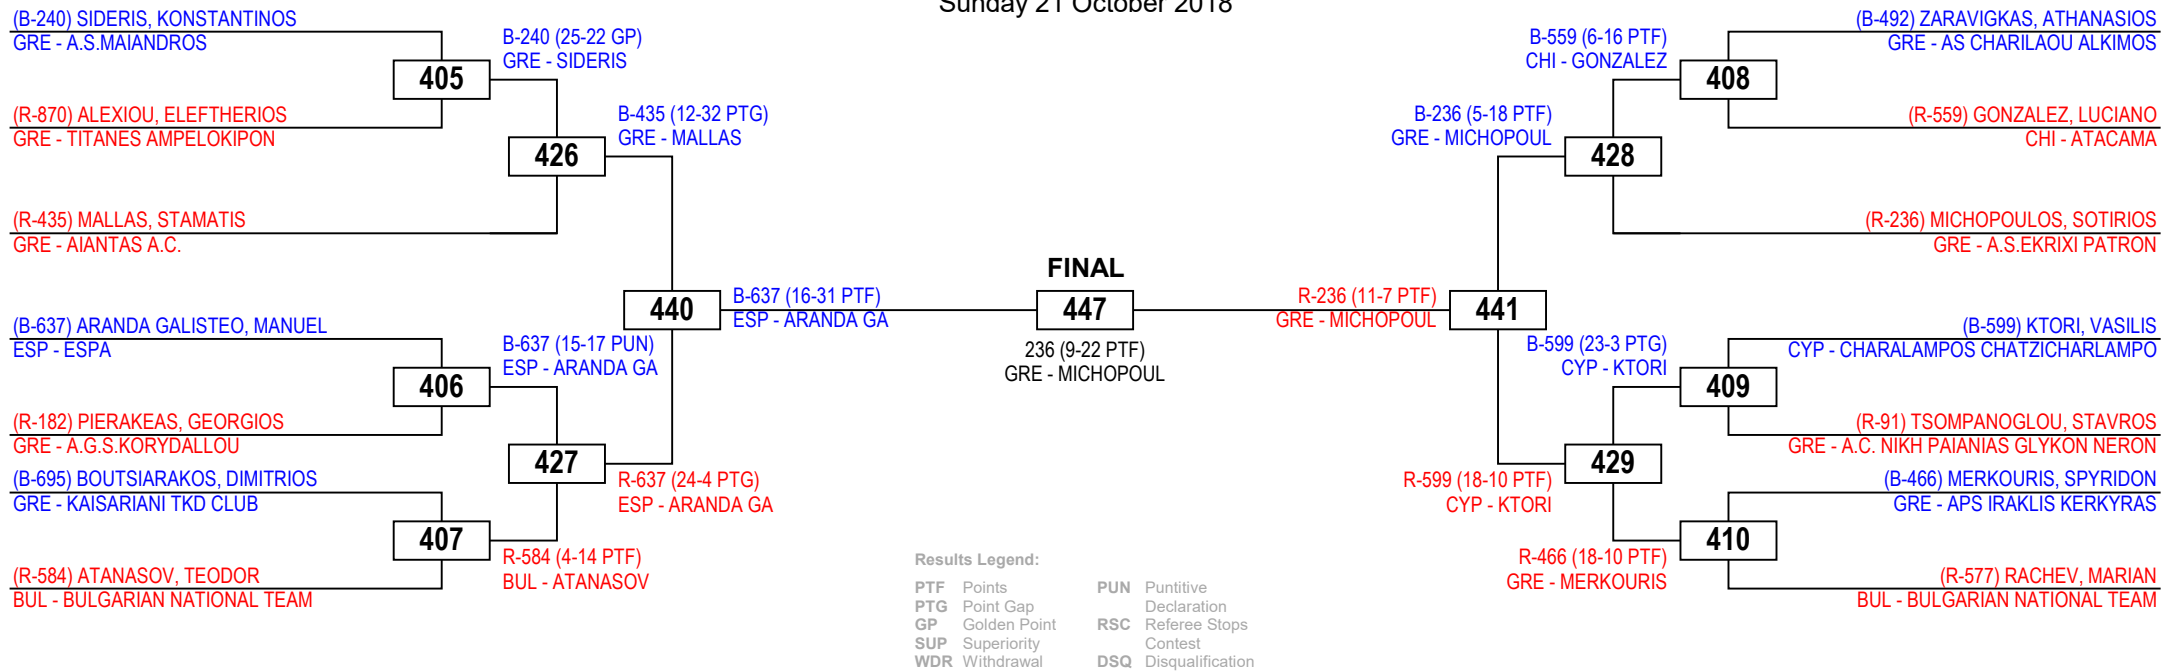 Sunday 21 October 2018
(B-240) SIDERIS, KONSTANTINOS
GRE - A.S.MAIANDROS
405
(R-870) ALEXIOU, ELEFTHERIOS
GRE - TITANES AMPELOKIPON
B-240 (25-22 GP)
GRE - SIDERIS
426
(R-435) MALLAS, STAMATIS
GRE - AIANTAS A.C.
B-435 (12-32 PTG)
GRE - MALLAS
440
(B-637) ARANDA GALISTEO, MANUEL
ESP - ESPA
406
(R-182) PIERAKEAS, GEORGIOS
GRE - A.G.S.KORYDALLOU
B-637 (15-17 PUN)
ESP - ARANDA GA
427
(B-695) BOUTSIARAKOS, DIMITRIOS
GRE - KAISARIANI TKD CLUB
407
(R-584) ATANASOV, TEODOR
BUL - BULGARIAN NATIONAL TEAM
R-584 (4-14 PTF)
BUL - ATANASOV
R-637 (24-4 PTG)
ESP - ARANDA GA
B-637 (16-31 PTF)
ESP - ARANDA GA
FINAL
447
236 (9-22 PTF)
GRE - MICHOPOUL
R-236 (11-7 PTF)
GRE - MICHOPOUL
441
B-236 (5-18 PTF)
GRE - MICHOPOUL
428
B-559 (6-16 PTF)
CHI - GONZALEZ
408
(B-492) ZARAVIGKAS, ATHANASIOS
GRE - AS CHARILAOU ALKIMOS
(R-559) GONZALEZ, LUCIANO
CHI - ATACAMA
(R-236) MICHOPOULOS, SOTIRIOS
GRE - A.S.EKRIXI PATRON
R-599 (18-10 PTF)
CYP - KTORI
429
B-599 (23-3 PTG)
CYP - KTORI
409
(B-599) KTORI, VASILIS
CYP - CHARALAMPOS CHATZICHARLAMPO
(R-91) TSOMPANOGLOU, STAVROS
GRE - A.C. NIKH PAIANIAS GLYKON NERON
R-466 (18-10 PTF)
GRE - MERKOURIS
410
(B-466) MERKOURIS, SPYRIDON
GRE - APS IRAKLIS KERKYRAS
(R-577) RACHEV, MARIAN
BUL - BULGARIAN NATIONAL TEAM
Results Legend:
PTF Points
PTG Point Gap
GP Golden Point
SUP Superiority
WDR Withdrawal
PUN Puntitive
Declaration
RSC Referee Stops
Contest
DSQ Disqualification